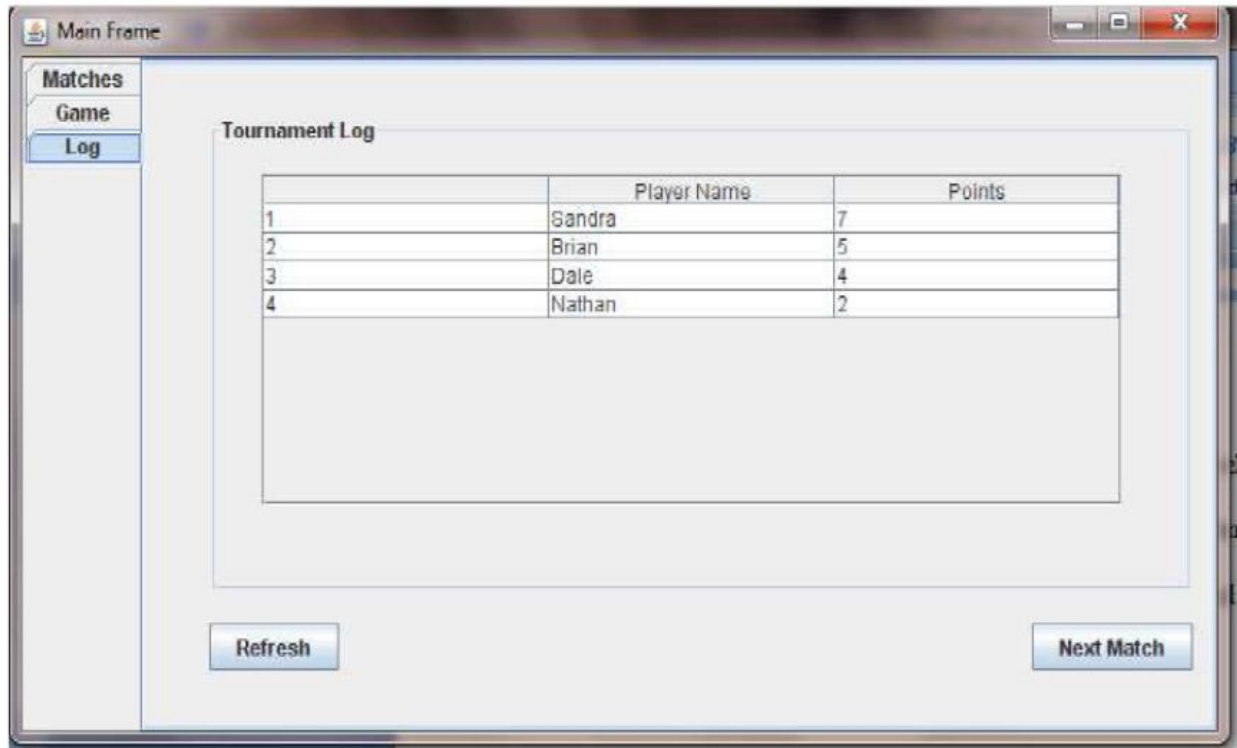 Main Frame
Matches
Game
Log
Tournament Log
Player Name Points
1 Sandra 7
2 Brian 5
3 Dale 4
4 Nathan 2
Refresh
Next Match